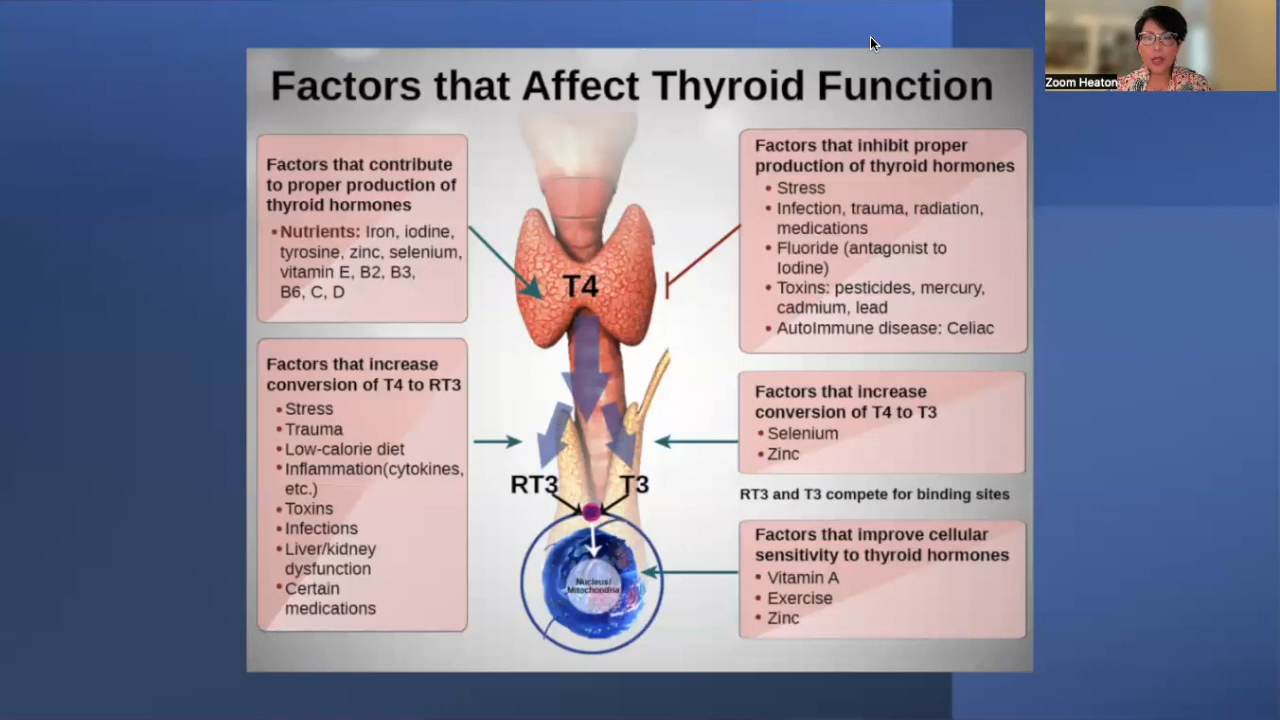 Factors that Affect Thyroid Function
Zoom Heaton
Factors that contribute
to proper production of
thyroid hormones
• Nutrients: Iron, iodine,
tyrosine, zinc, selenium,
vitamin E, B2, B3,
B6, C, D
Factors that increase
conversion of T4 to RT3
• Stress
• Trauma
• Low-calorie diet
• Inflammation(cytokines,
etc.)
• Toxins
• Infections
• Liver/kidney
dysfunction
• Certain
medications
T4
RT3
T3
Nucleus/
Mitochondria
Factors that inhibit proper
production of thyroid hormones
• Stress
• Infection, trauma, radiation,
medications
• Fluoride (antagonist to
Iodine)
• Toxins: pesticides, mercury,
cadmium, lead
• AutoImmune disease: Celiac
Factors that increase
conversion of T4 to T3
• Selenium
• Zinc
RT3 and T3 compete for binding sites
Factors that improve cellular
sensitivity to thyroid hormones
• Vitamin A
• Exercise
• Zinc